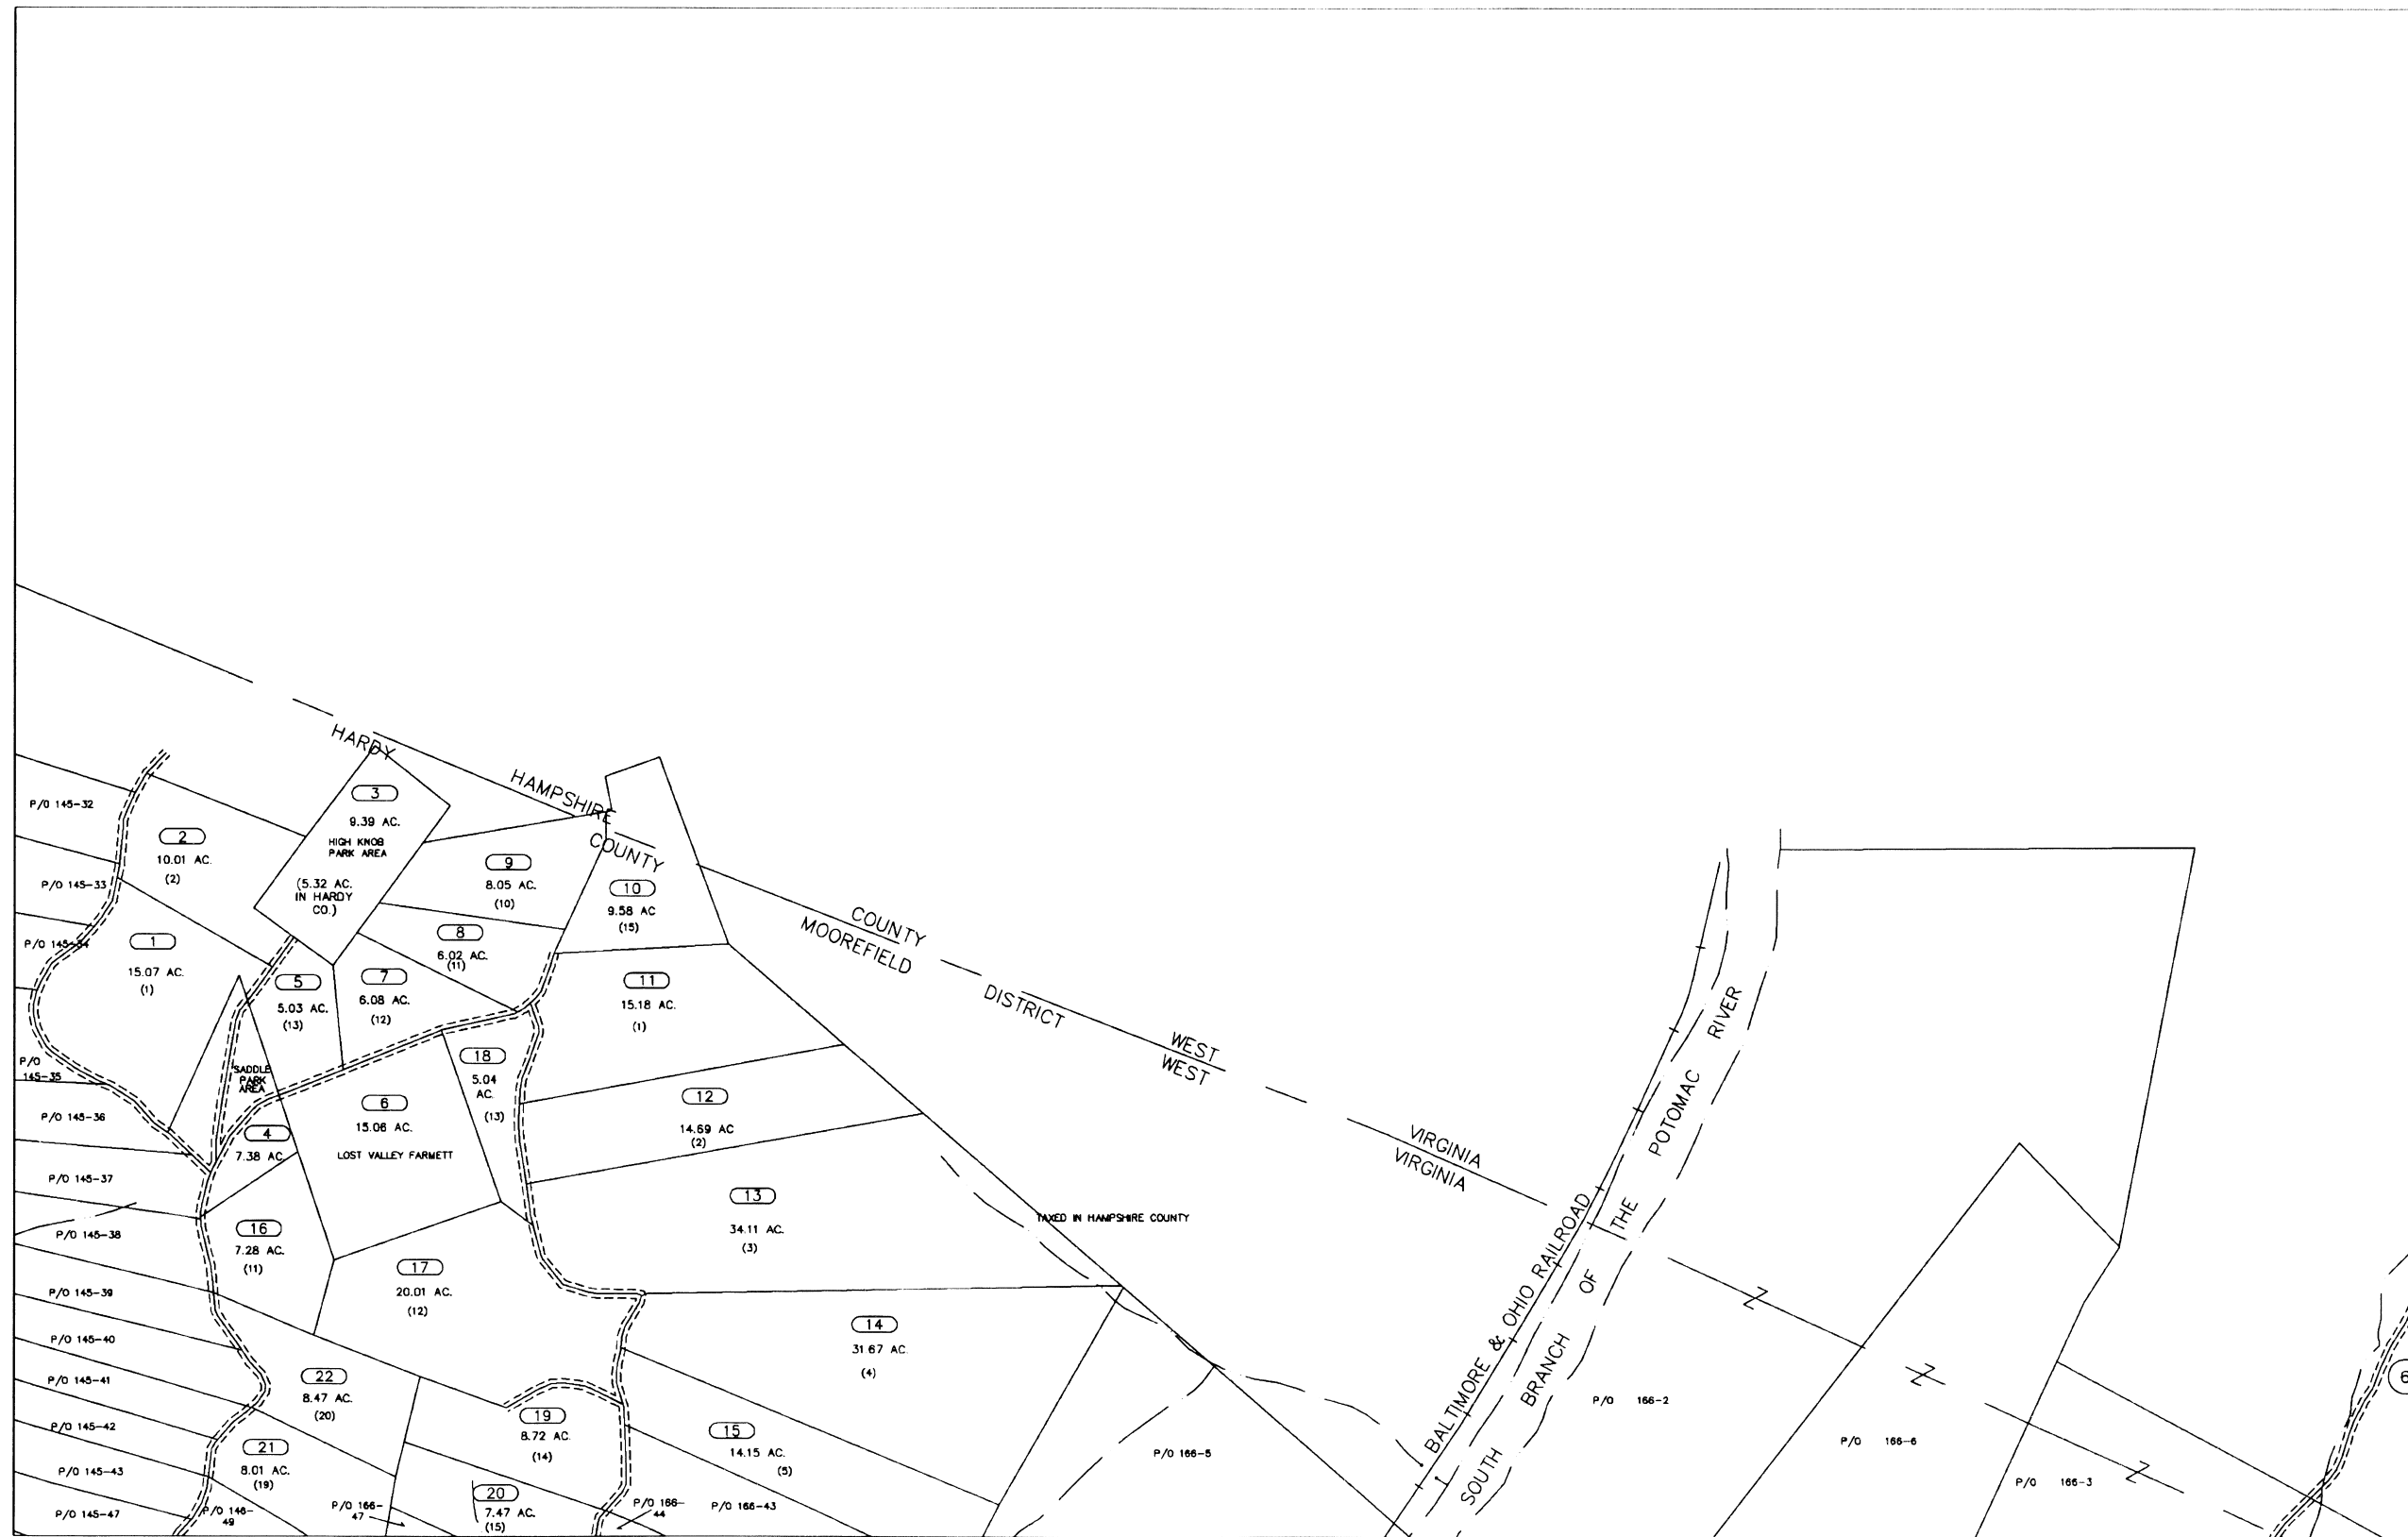 HARDY
HAMPSHIRE
COUNTY
COUNTY
MOOREFIELD
DISTRICT
WEST
WEST
VIRGINIA
VIRGINIA
P/O 145-32
P/O 145-33
P/O 145-34
P/O
145-35
P/O 145-36
P/O 145-37
P/O 145-38
P/O 145-39
P/O 145-40
P/O 145-41
P/O 145-42
P/O 145-43
P/O 145-47
2
10.01 AC.
(2)
1
15.07 AC.
(1)
3
9.39 AC.
HIGH KNOB
PARK AREA
(5.32 AC.
IN HARDY
CO.)
9
8.05 AC.
(10)
8
6.02 AC.
(11)
10
9.58 AC
(15)
5
5.03 AC.
(13)
7
6.08 AC.
(12)
11
15.18 AC.
(1)
SADDLE
PARK
AREA
18
5.04
AC.
(13)
6
15.06 AC.
LOST VALLEY FARMETT
4
7.38 AC
12
14.69 AC
(2)
13
34.11 AC.
(3)
16
7.28 AC.
(11)
17
20.01 AC.
(12)
TAXED IN HAMPSHIRE COUNTY
14
31.67 AC.
(4)
22
8.47 AC.
(20)
19
8.72 AC.
(14)
15
14.15 AC.
(5)
21
8.01 AC.
(19)
20
7.47 AC.
(15)
P/O 146-
49
P/O 166-
47
P/O 166-
44
P/O 166-43
P/O 166-5
BALTIMORE & OHIO RAILROAD
SOUTH BRANCH OF THE POTOMAC RIVER
P/O 166-2
P/O 166-6
P/O 166-3
6